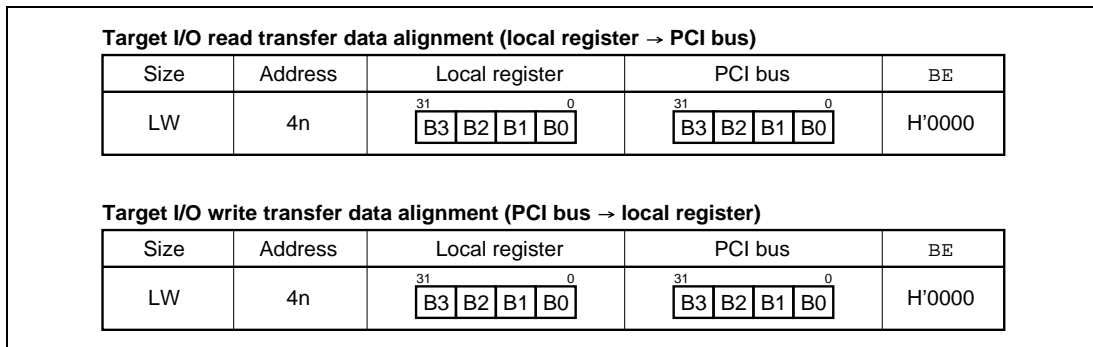 Target I/O read transfer data alignment (local register → PCI bus)
Size Address Local register PCI bus BE
31 0 31 0
LW 4n B3 B2 B1 B0 B3 B2 B1 B0 H'0000
Target I/O write transfer data alignment (PCI bus → local register)
Size Address Local register PCI bus BE
31 0 31 0
LW 4n B3 B2 B1 B0 B3 B2 B1 B0 H'0000